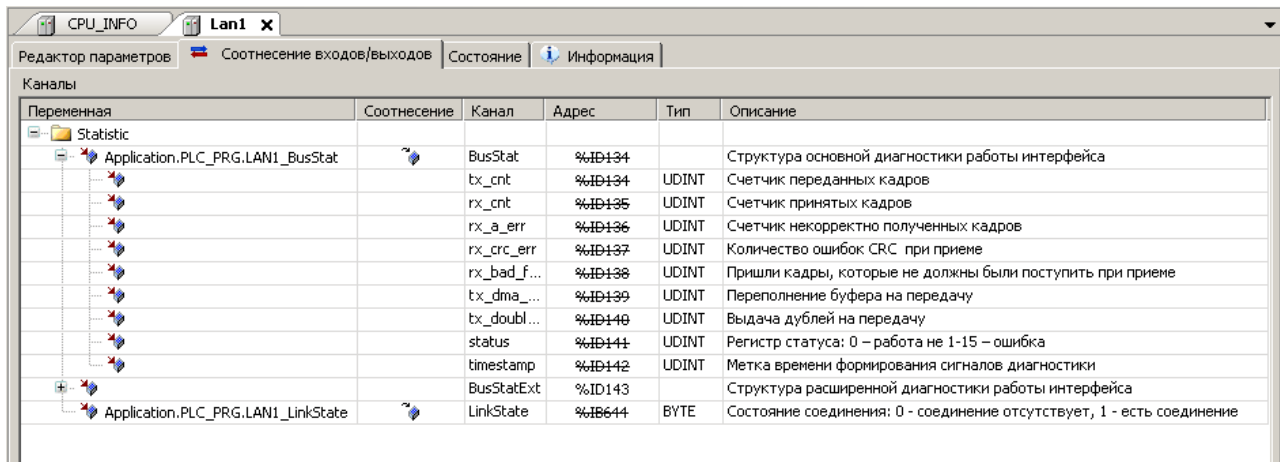 CPU_INFO Lan1
Редактор параметров Соотнесение входов/выходов Состояние Информация
Каналы
Переменная Соотнесение Канал Адрес Тип Описание
Statistic
Application.PLC_PRG.LAN1_BusStat BusStat %ID134 Структура основной диагностики работы интерфейса
tx_cnt %ID134 UDINT Счетчик переданных кадров
rx_cnt %ID135 UDINT Счетчик принятых кадров
rx_a_err %ID136 UDINT Счетчик некорректно полученных кадров
rx_crc_err %ID137 UDINT Количество ошибок CRC при приеме
rx_bad_f... %ID138 UDINT Пришли кадры, которые не должны были поступить при приеме
tx_dma_... %ID139 UDINT Переполнение буфера на передачу
tx_doubl... %ID140 UDINT Выдача дублей на передачу
status %ID141 UDINT Регистр статуса: 0 – работа не 1-15 – ошибка
timestamp %ID142 UDINT Метка времени формирования сигналов диагностики
BusStatExt %ID143 Структура расширенной диагностики работы интерфейса
Application.PLC_PRG.LAN1_LinkState LinkState %IB644 BYTE Состояние соединения: 0 - соединение отсутствует, 1 - есть соединение